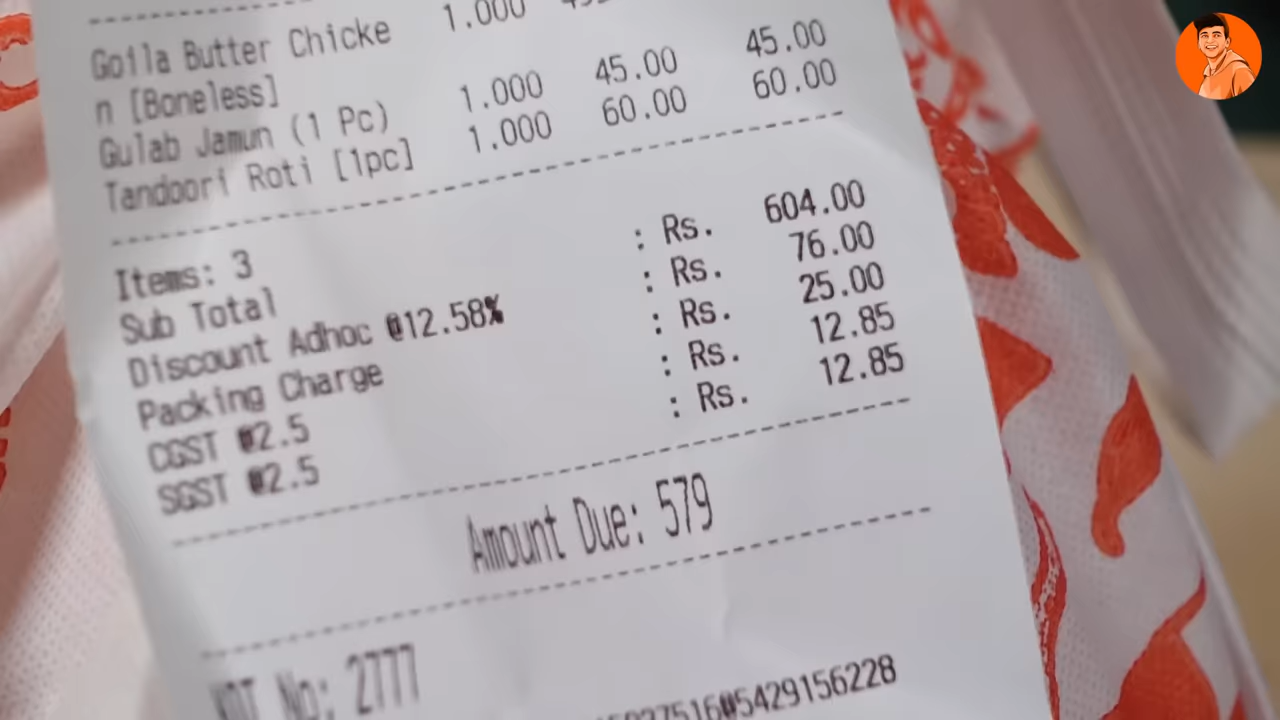 Goila Butter Chicke 1.000
n [Boneless]
Gulab Jamun (1 Pc) 1.000 45.00 45.00
Tandoori Roti [1pc] 1.000 60.00 60.00
Items: 3
Sub Total : Rs. 604.00
Discount Adhoc @12.58% : Rs. 76.00
Packing Charge : Rs. 25.00
CGST @2.5 : Rs. 12.85
SGST @2.5 : Rs. 12.85
Amount Due: 579
No: 2777